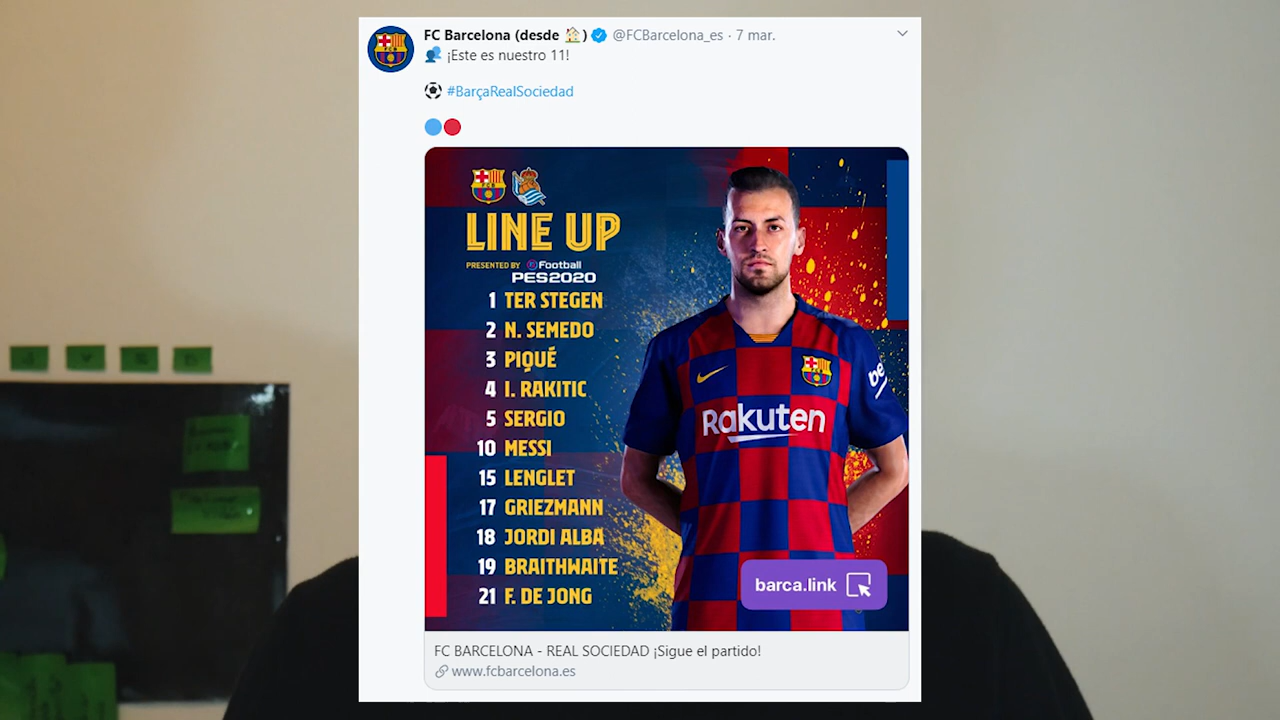 FC Barcelona (desde 🏠) @FCBarcelona_es · 7 mar.
👥 ¡Este es nuestro 11!
⚽ #BarçaRealSociedad
🔵🔴
LINE UP
PRESENTED BY eFootball
PES2020
1 TER STEGEN
2 N. SEMEDO
3 PIQUÉ
4 I. RAKITIC
5 SERGIO
10 MESSI
15 LENGLET
17 GRIEZMANN
18 JORDI ALBA
19 BRAITHWAITE
21 F. DE JONG
Rakuten
be
barca.link
FC BARCELONA - REAL SOCIEDAD ¡Sigue el partido!
www.fcbarcelona.es